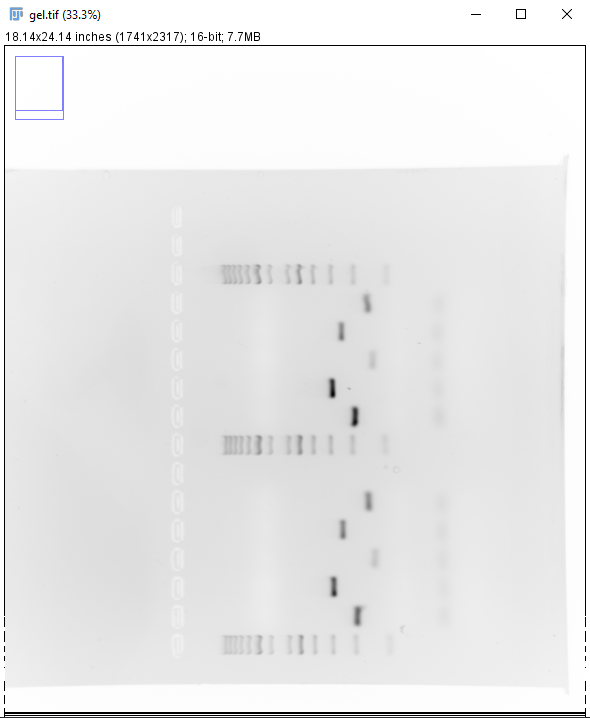 gel.tif (33.3%)
18.14x24.14 inches (1741x2317); 16-bit; 7.7MB